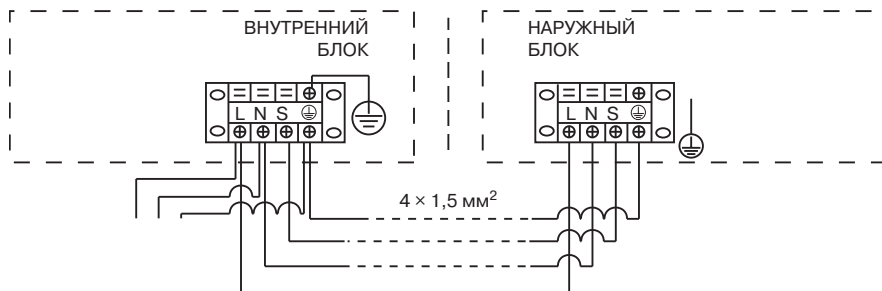 ВНУТРЕННИЙ
БЛОК
НАРУЖНЫЙ
БЛОК
L N S
L N S
4 × 1,5 мм²